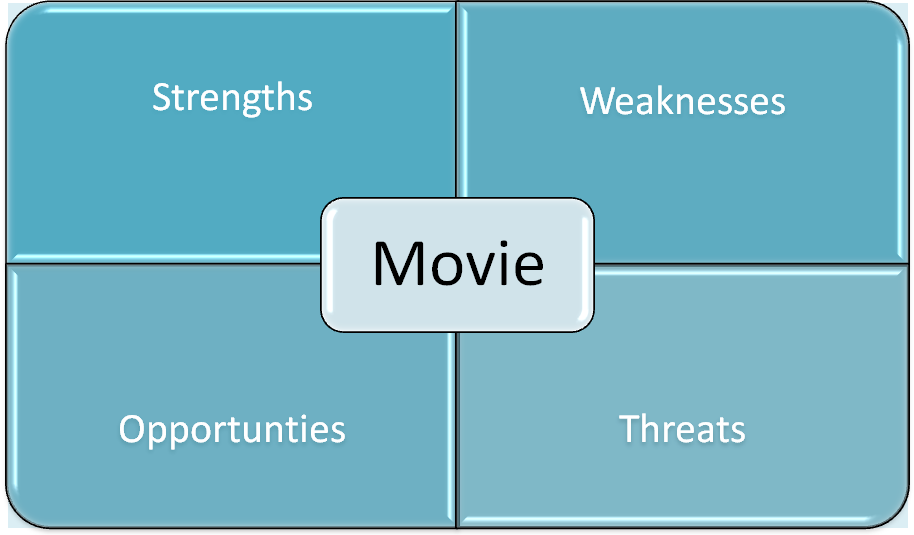 Strengths
Weaknesses
Movie
Opportunties
Threats